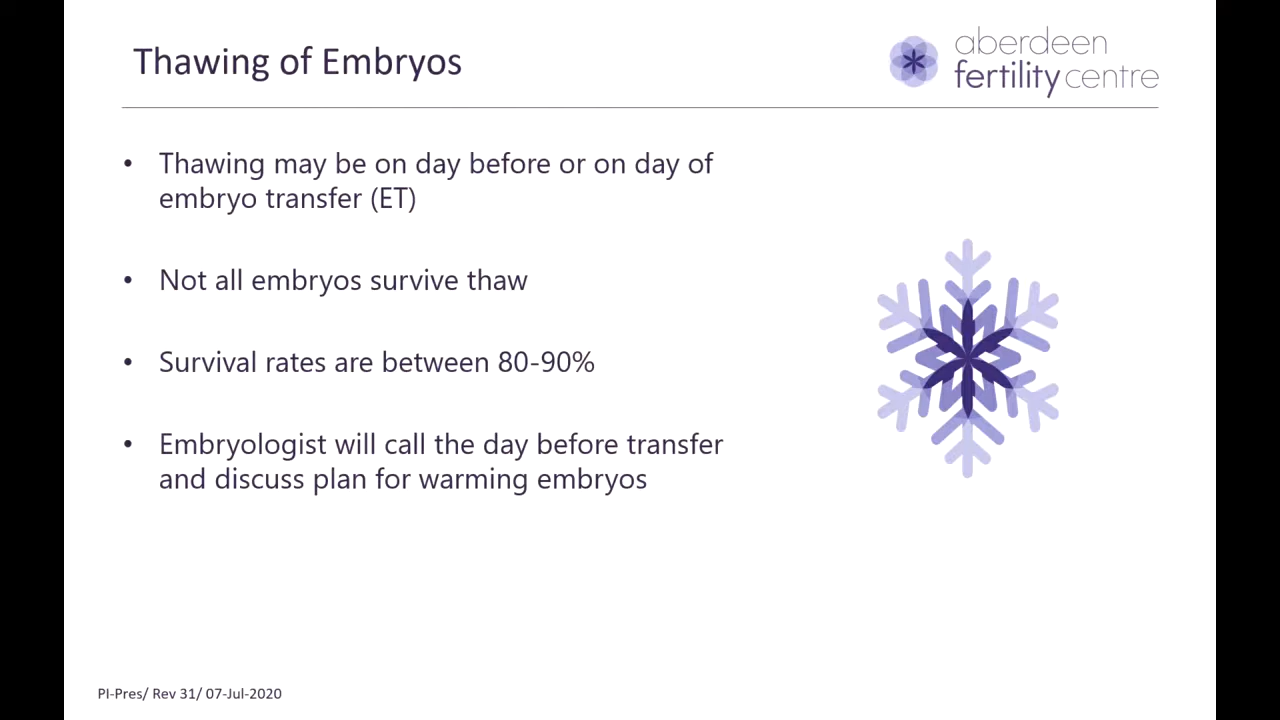 Thawing of Embryos
aberdeen
fertility centre
• Thawing may be on day before or on day of
embryo transfer (ET)
• Not all embryos survive thaw
• Survival rates are between 80-90%
• Embryologist will call the day before transfer
and discuss plan for warming embryos
PI-Pres/ Rev 31/ 07-Jul-2020